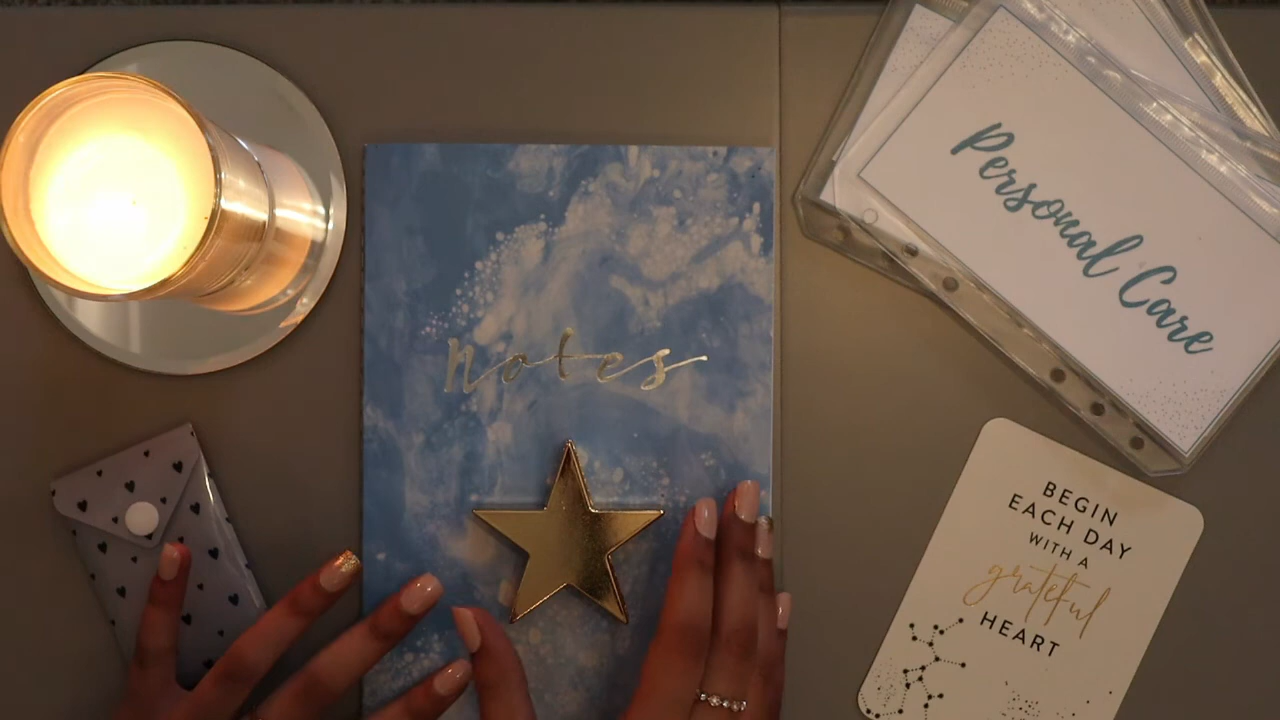 notes
Personal Care
BEGIN
EACH DAY
WITH A
grateful
HEART